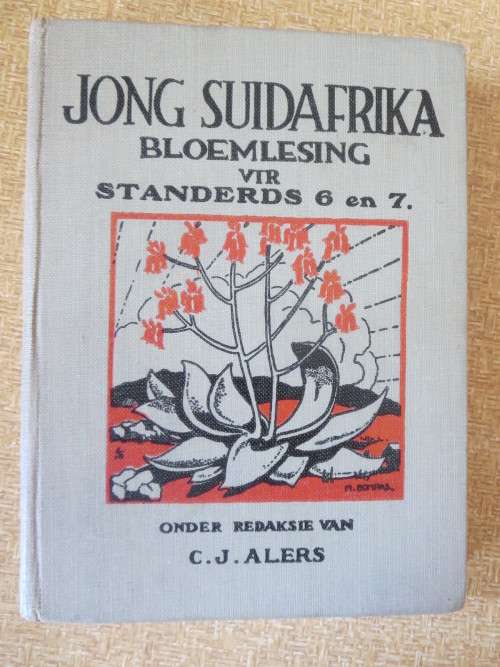 JONG SUIDAFRIKA
BLOEMLESING
VIR
STANDERDS 6 en 7.
ONDER REDAKSIE VAN
C.J. ALERS